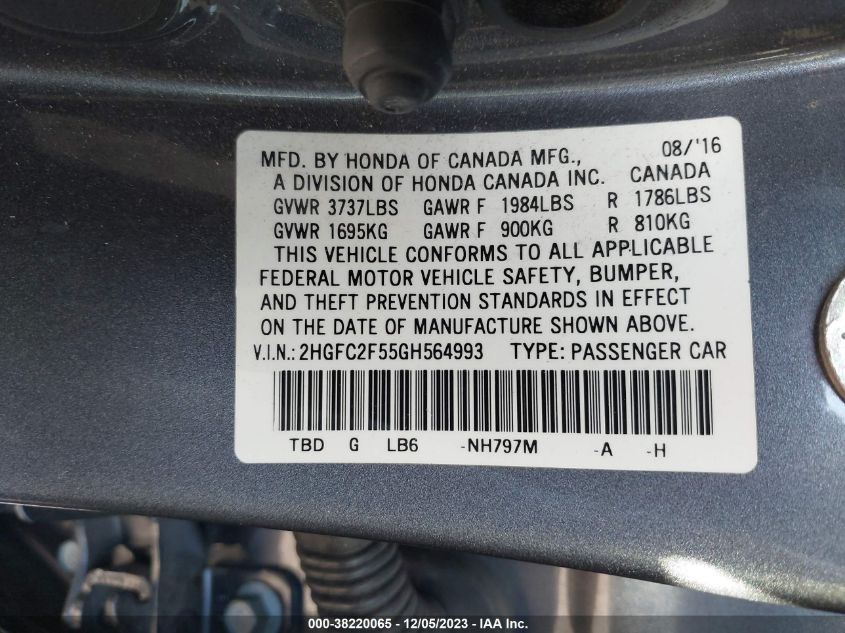 MFD. BY HONDA OF CANADA MFG., 08/'16
A DIVISION OF HONDA CANADA INC. CANADA
GVWR 3737LBS GAWR F 1984LBS R 1786LBS
GVWR 1695KG GAWR F 900KG R 810KG
THIS VEHICLE CONFORMS TO ALL APPLICABLE
FEDERAL MOTOR VEHICLE SAFETY, BUMPER,
AND THEFT PREVENTION STANDARDS IN EFFECT
ON THE DATE OF MANUFACTURE SHOWN ABOVE.
V.I.N.: 2HGFC2F55GH564993 TYPE: PASSENGER CAR
TBD G LB6 -NH797M -A -H
000-38220065 - 12/05/2023 - IAA Inc.